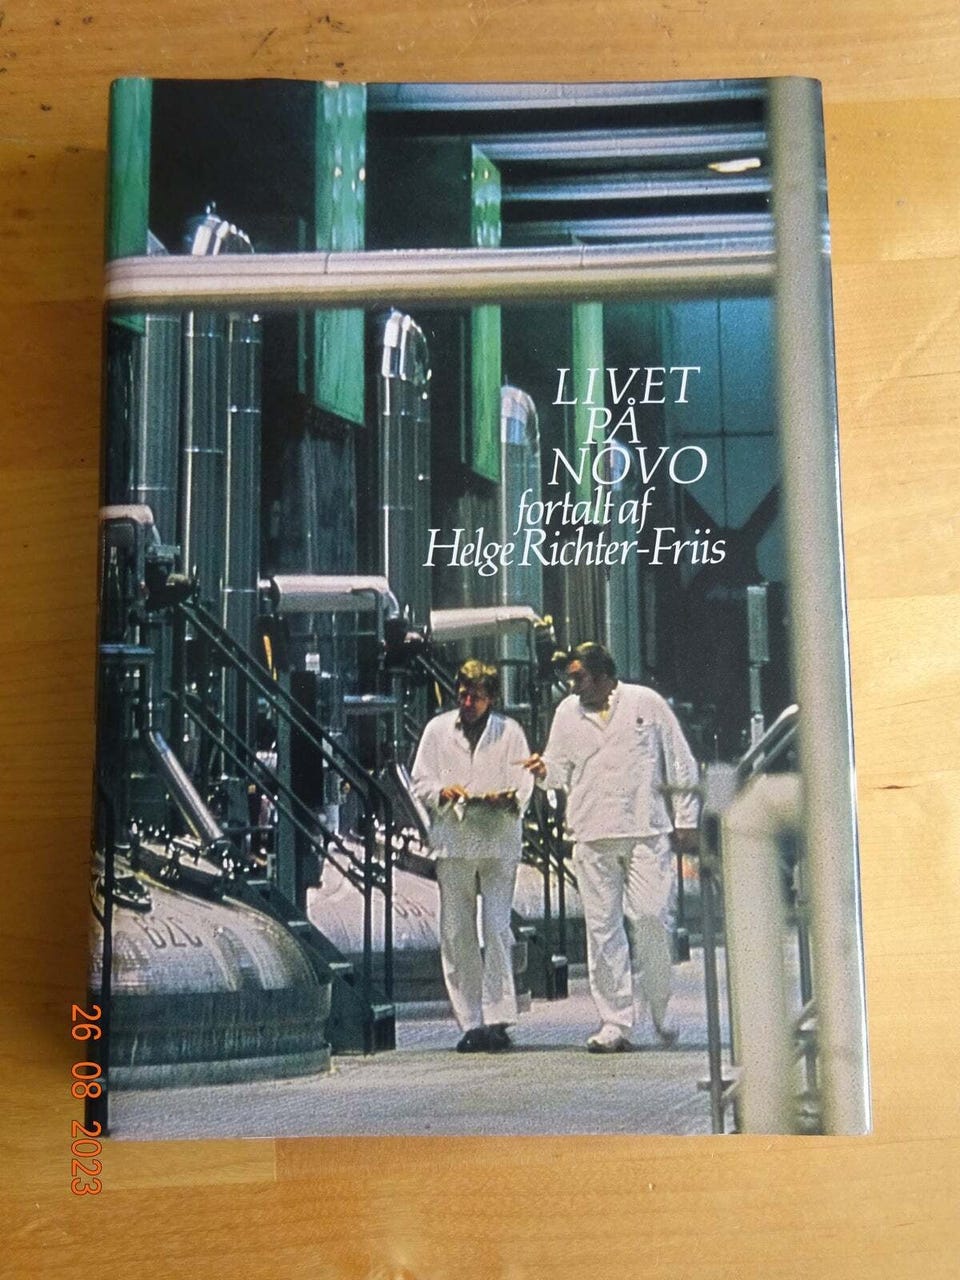 LIVET
PÅ
NOVO
fortalt af
Helge Richter-Friis
26 08 2023